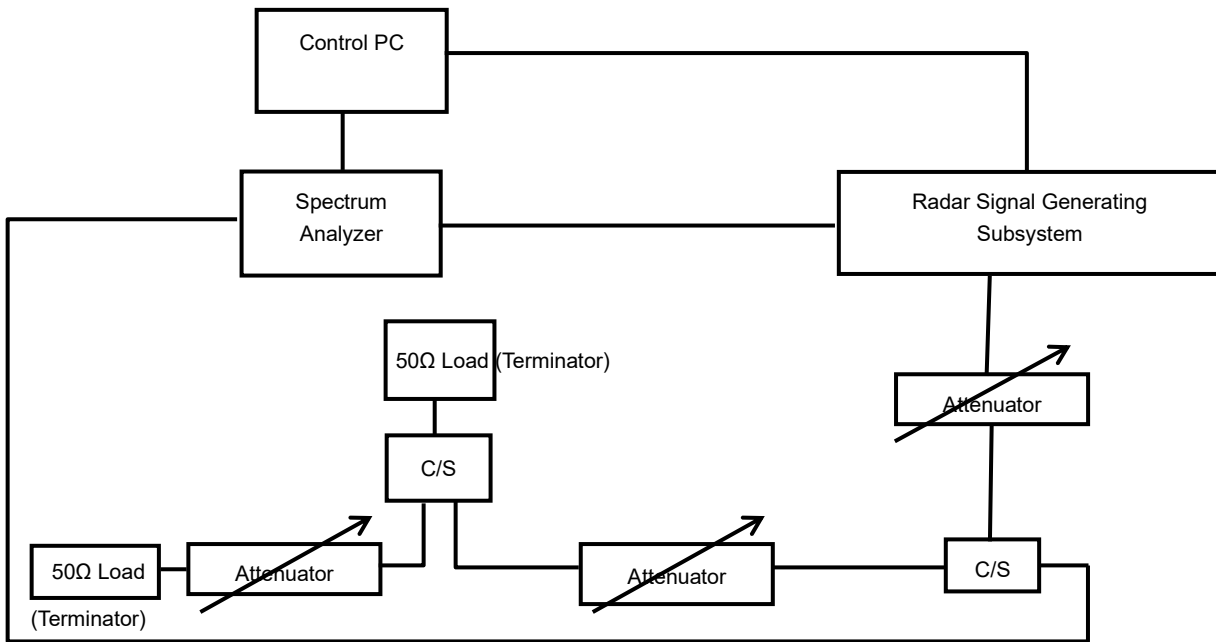 Control PC
Spectrum
Analyzer
Radar Signal Generating
Subsystem
50Ω Load (Terminator)
Attenuator
C/S
50Ω Load
(Terminator)
Attenuator
Attenuator
C/S